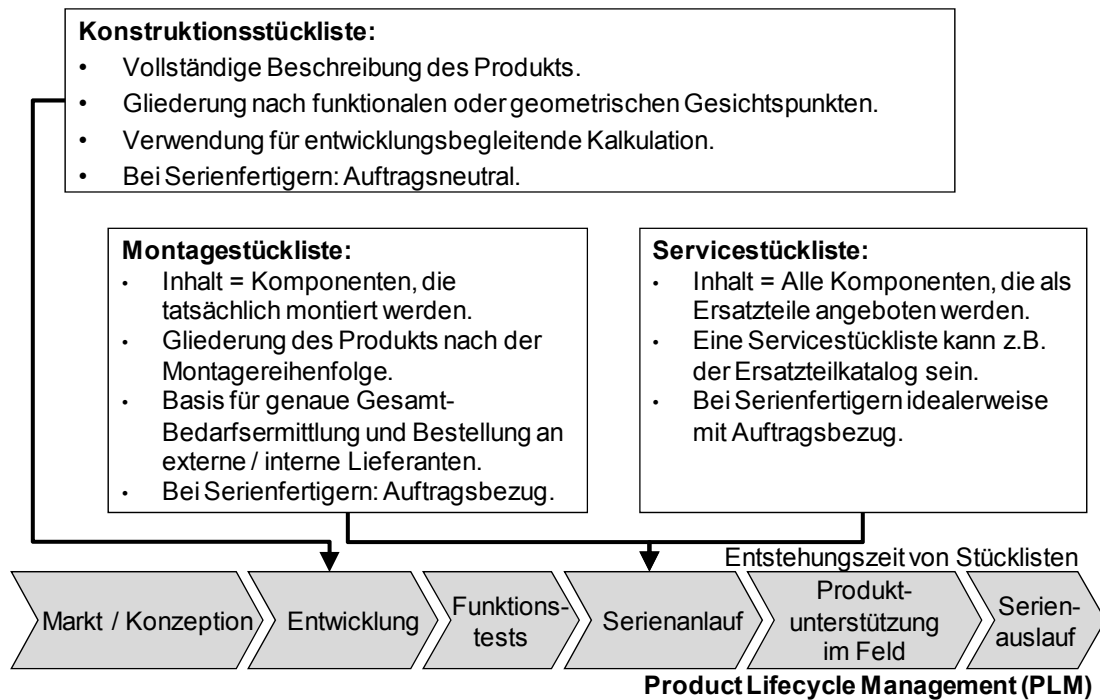 Konstruktionsstückliste:
• Vollständige Beschreibung des Produkts.
• Gliederung nach funktionalen oder geometrischen Gesichtspunkten.
• Verwendung für entwicklungsbegleitende Kalkulation.
• Bei Serienfertigern: Auftragsneutral.
Montagestückliste:
• Inhalt = Komponenten, die
tatsächlich montiert werden.
• Gliederung des Produkts nach der
Montagereihenfolge.
• Basis für genaue Gesamt-
Bedarfsermittlung und Bestellung an
externe / interne Lieferanten.
• Bei Serienfertigern: Auftragsbezug.
Servicestückliste:
• Inhalt = Alle Komponenten, die als
Ersatzteile angeboten werden.
• Eine Servicestückliste kann z.B.
der Ersatzteilkatalog sein.
• Bei Serienfertigern idealerweise
mit Auftragsbezug.
Entstehungszeit von Stücklisten
Markt / Konzeption
Entwicklung
Funktions-
tests
Serienanlauf
Produkt-
unterstützung
im Feld
Serien-
auslauf
Product Lifecycle Management (PLM)